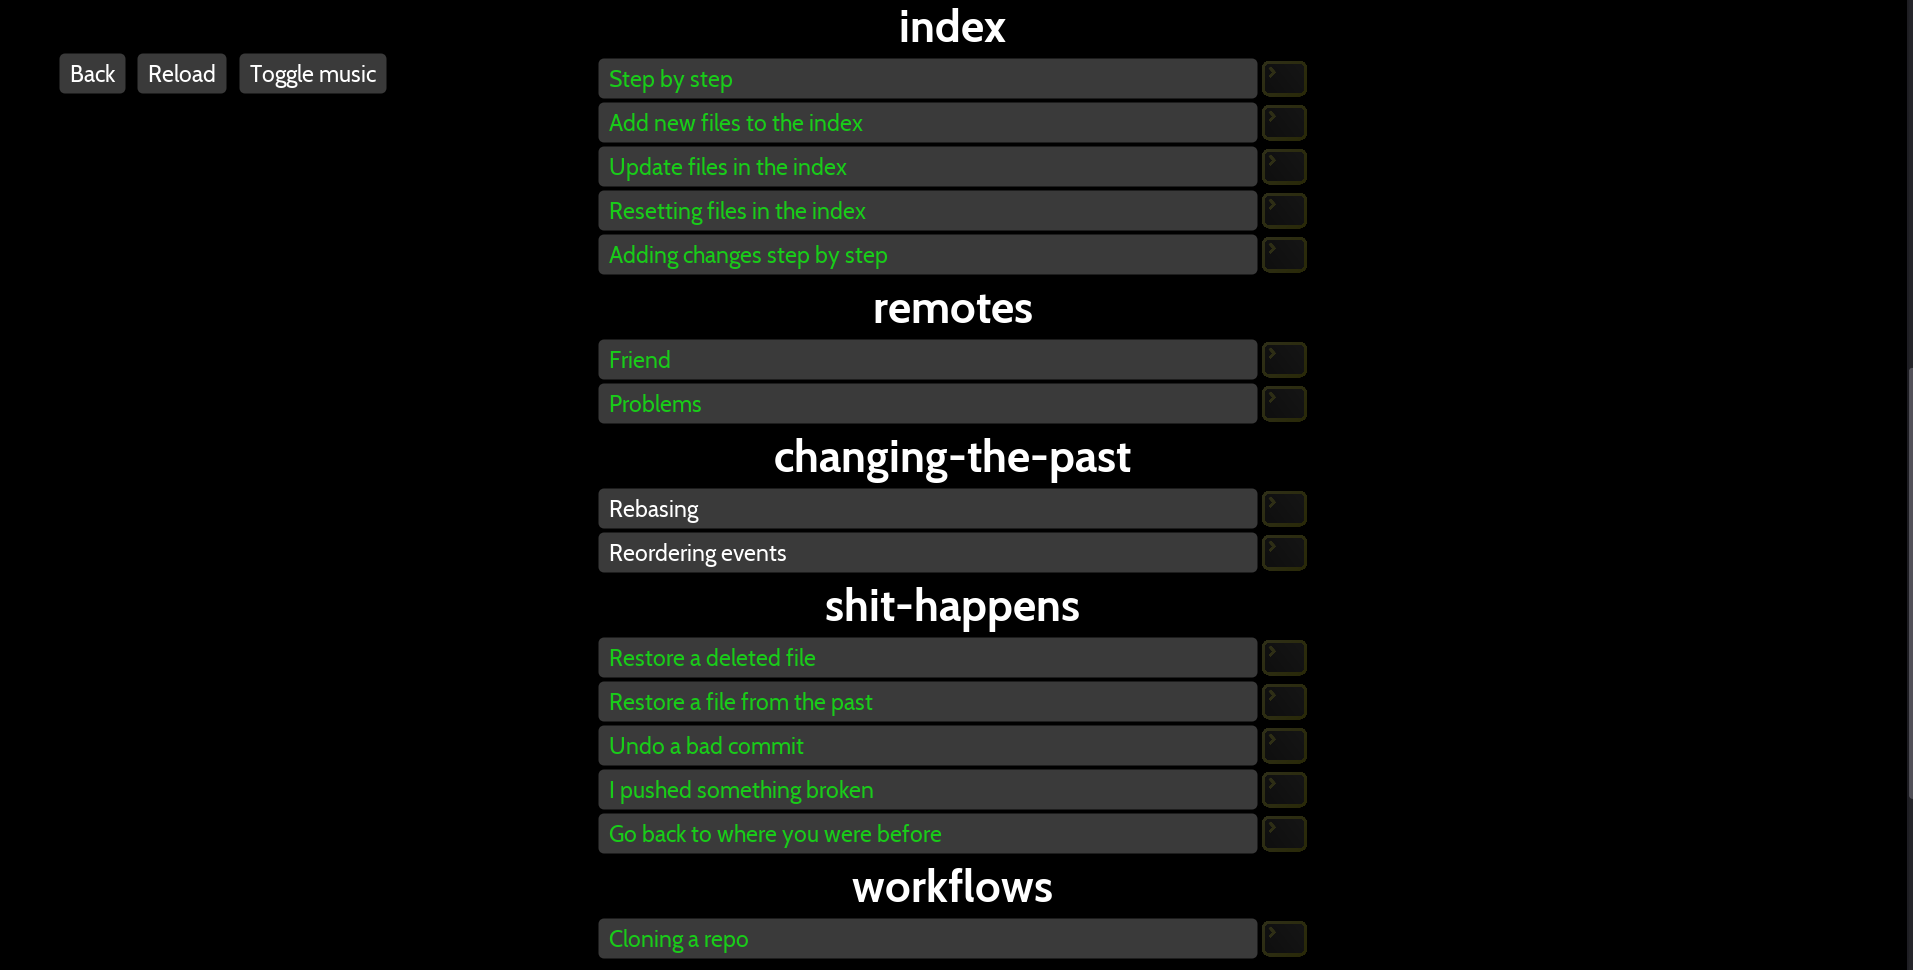 index
Back
Reload
Toggle music
Step by step
Add new files to the index
Update files in the index
Resetting files in the index
Adding changes step by step
remotes
Friend
Problems
changing-the-past
Rebasing
Reordering events
shit-happens
Restore a deleted file
Restore a file from the past
Undo a bad commit
I pushed something broken
Go back to where you were before
workflows
Cloning a repo